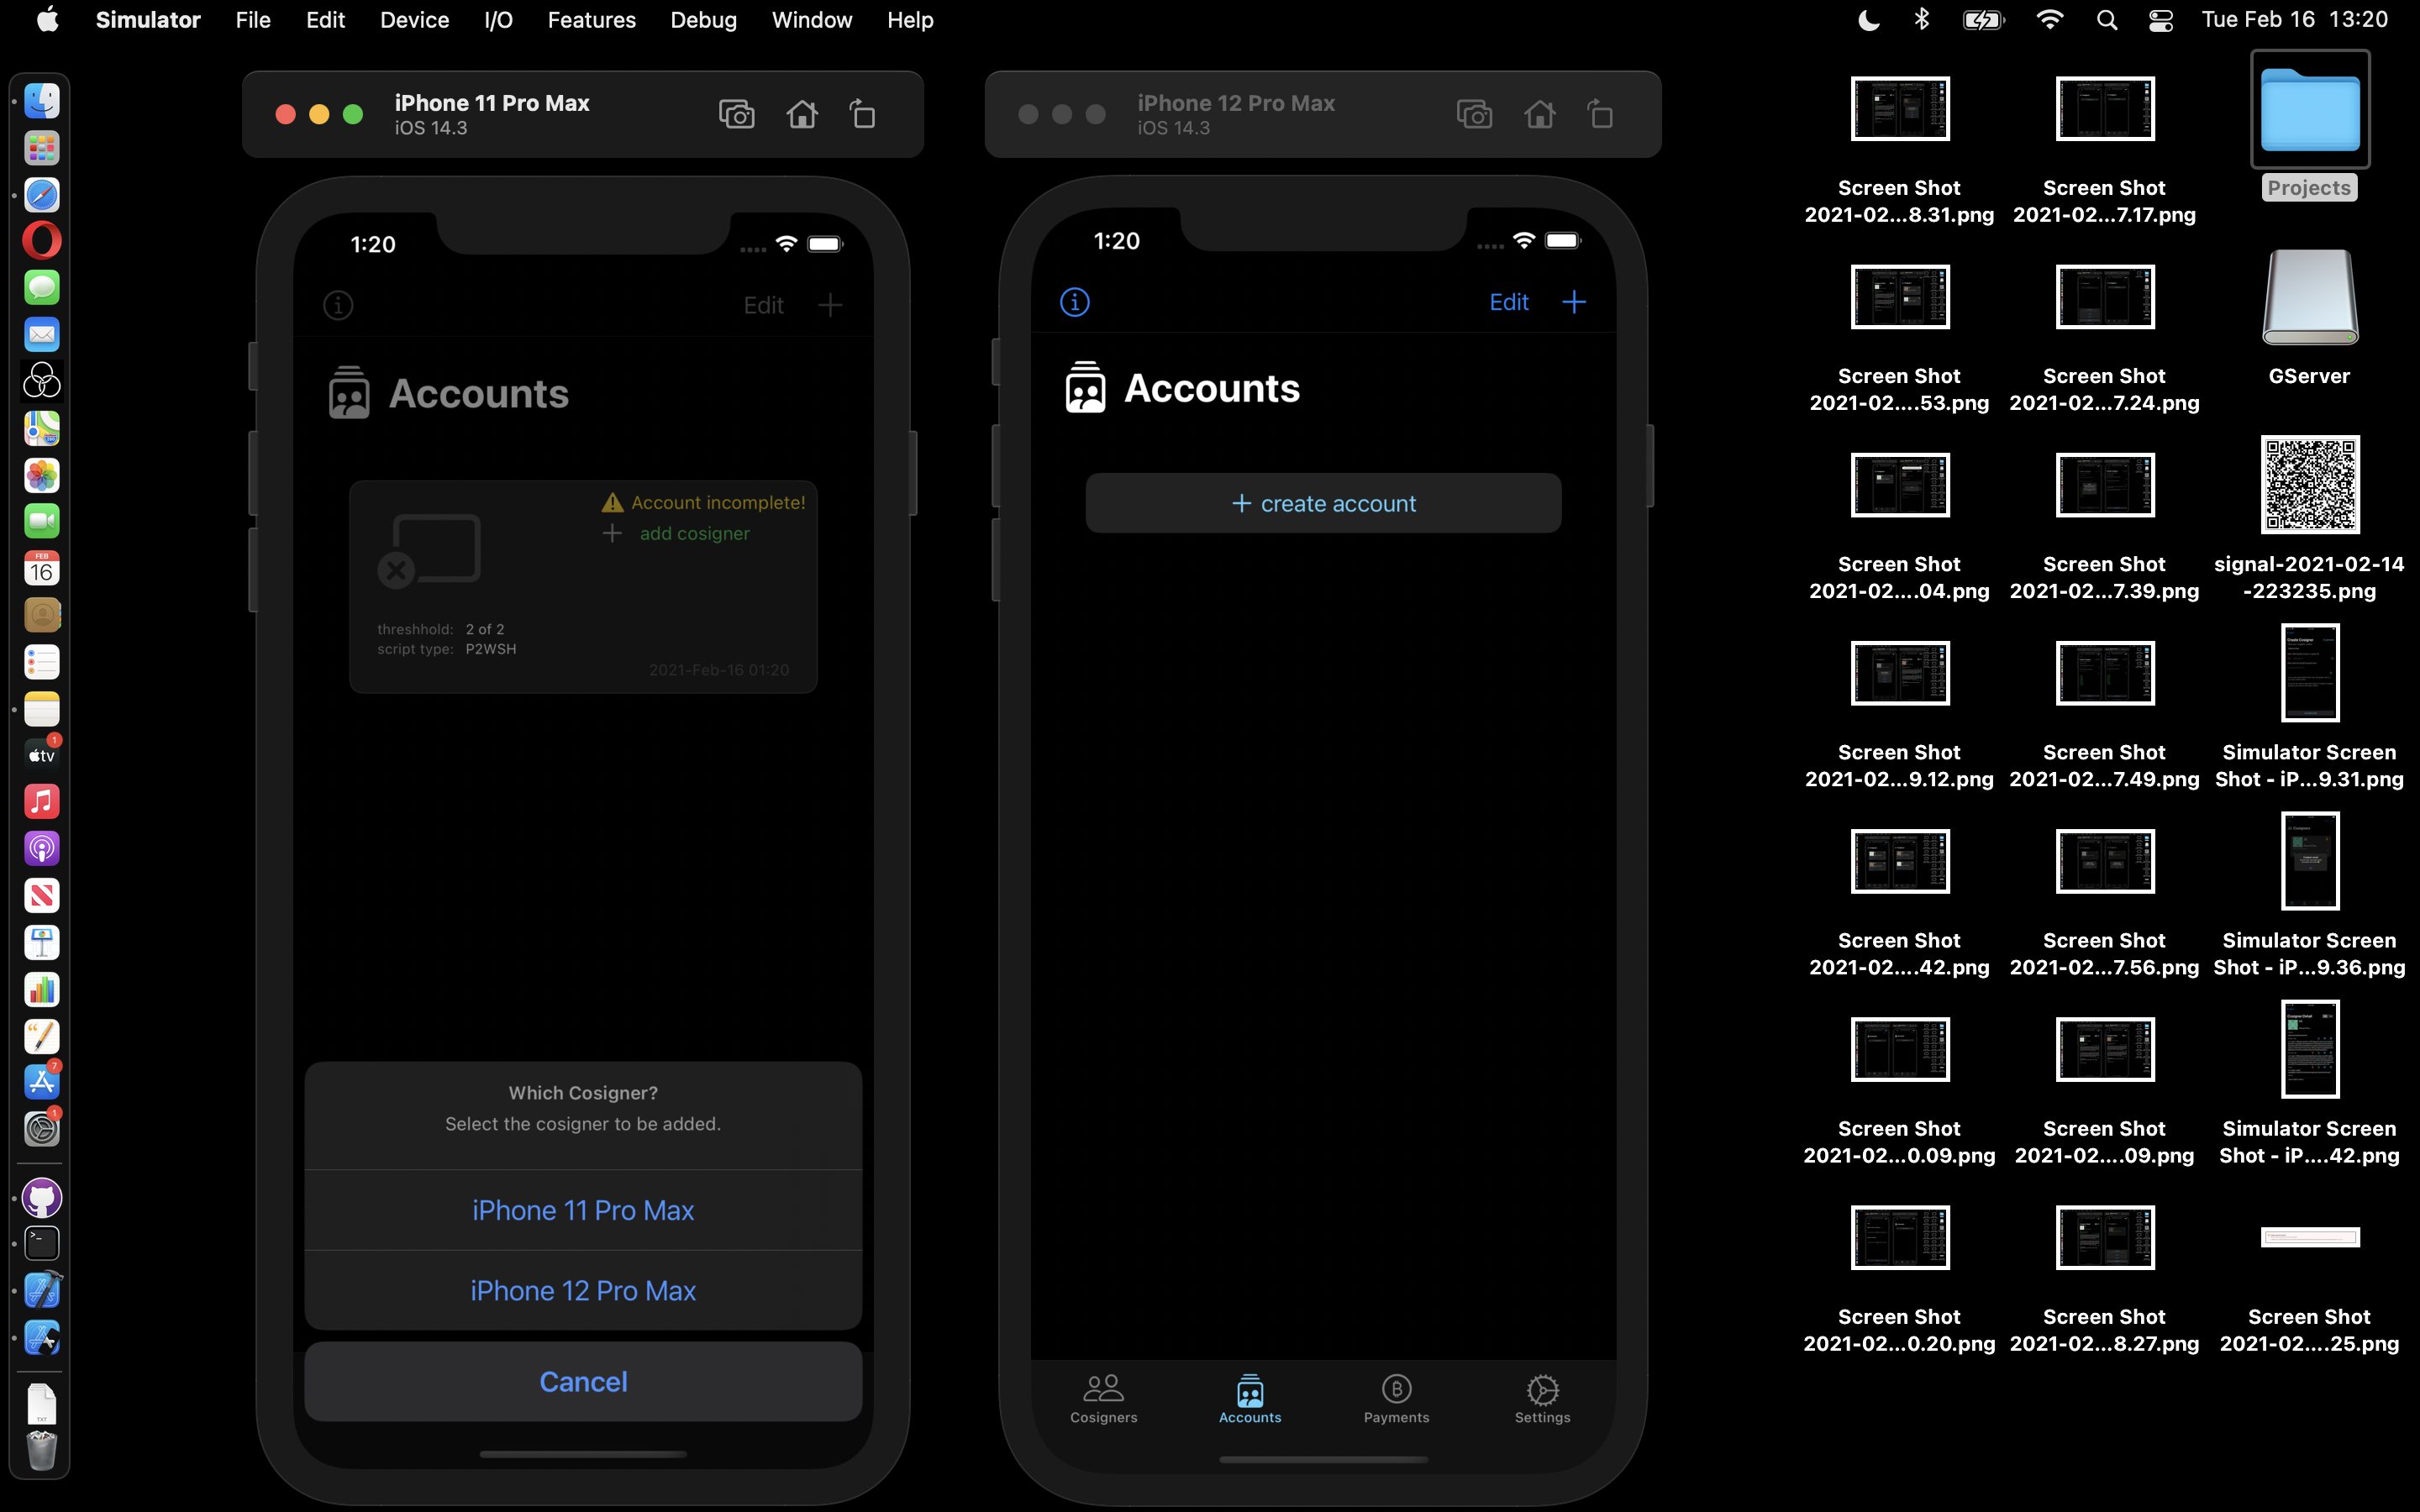 Simulator File Edit Device I/O Features Debug Window Help
Tue Feb 16 13:20
iPhone 11 Pro Max
iOS 14.3
1:20
Edit
Accounts
Account incomplete!
add cosigner
threshhold: 2 of 2
script type: P2WSH
2021-Feb-16 01:20
Which Cosigner?
Select the cosigner to be added.
iPhone 11 Pro Max
iPhone 12 Pro Max
Cancel
iPhone 12 Pro Max
iOS 14.3
1:20
Edit
Accounts
+ create account
Cosigners
Accounts
Payments
Settings
Screen Shot
2021-02...8.31.png
Screen Shot
2021-02...7.17.png
Projects
Screen Shot
2021-02....53.png
Screen Shot
2021-02...7.24.png
GServer
Screen Shot
2021-02....04.png
Screen Shot
2021-02...7.39.png
signal-2021-02-14
-223235.png
Screen Shot
2021-02...9.12.png
Screen Shot
2021-02...7.49.png
Simulator Screen
Shot - iP...9.31.png
Screen Shot
2021-02....42.png
Screen Shot
2021-02...7.56.png
Simulator Screen
Shot - iP...9.36.png
Screen Shot
2021-02...0.09.png
Screen Shot
2021-02....09.png
Simulator Screen
Shot - iP....42.png
Screen Shot
2021-02...0.20.png
Screen Shot
2021-02...8.27.png
Screen Shot
2021-02....25.png
FEB
16
1
tv
7
1
TXT